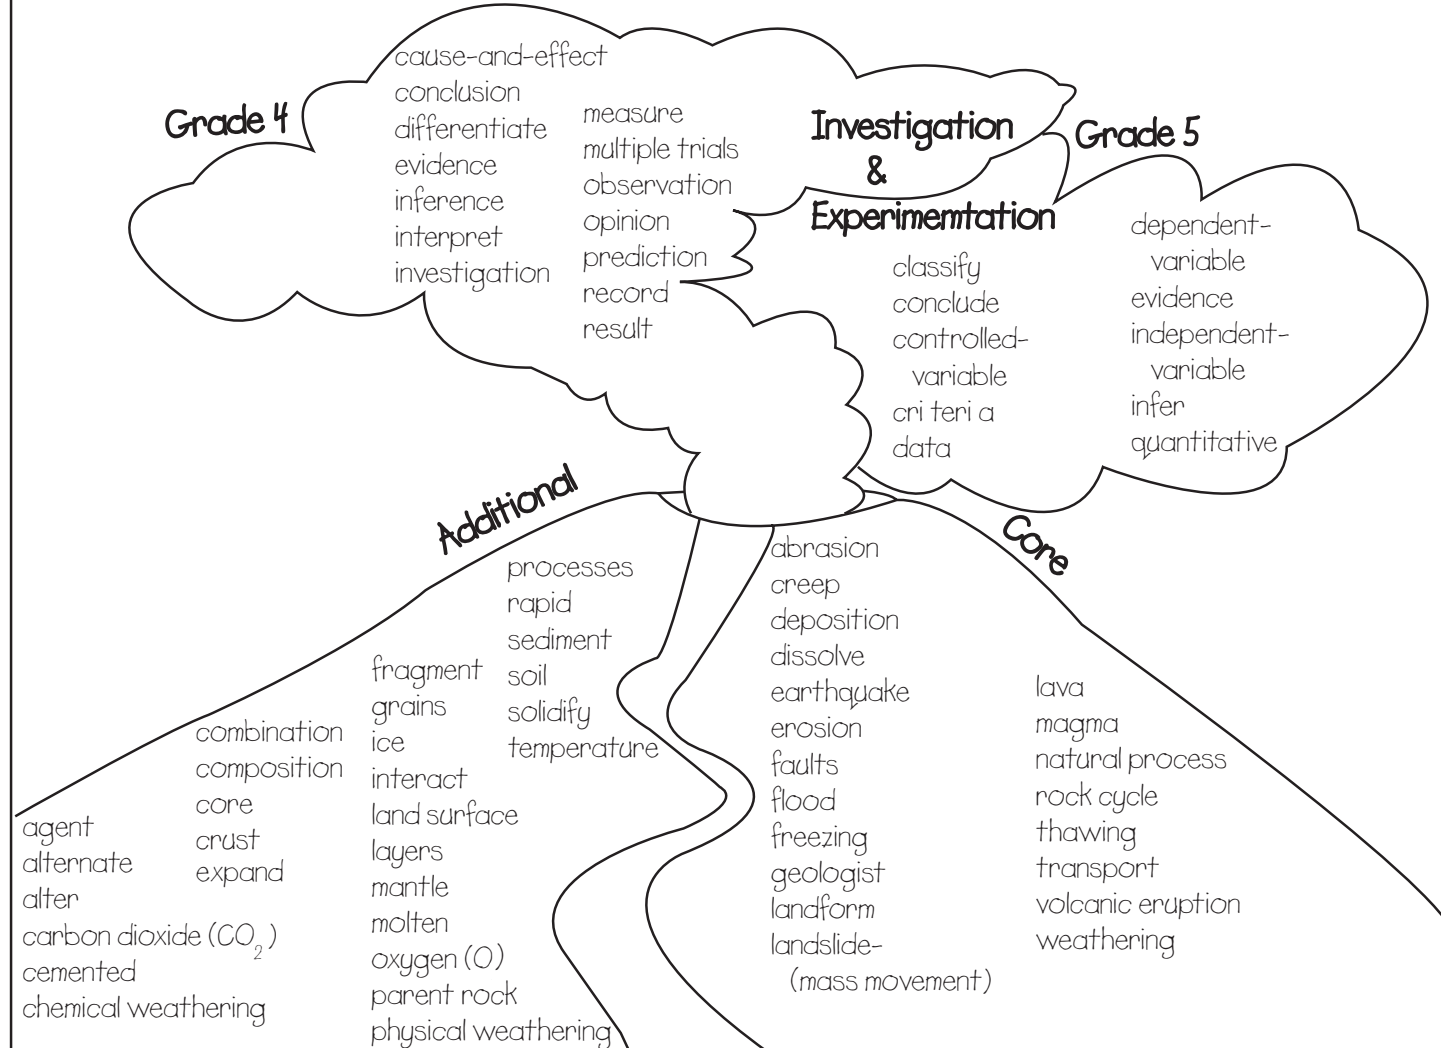 Grade 4
cause-and-effect
conclusion
differentiate
evidence
inference
interpret
investigation
measure
multiple trials
observation
opinion
prediction
record
result
Investigation
&
Experimemtation
Grade 5
classify
conclude
controlled-
variable
cri teri a
data
dependent-
variable
evidence
independent-
variable
infer
quantitative
Additional
agent
alternate
alter
carbon dioxide (CO2)
cemented
chemical weathering
combination
composition
core
crust
expand
fragment
grains
ice
interact
land surface
layers
mantle
molten
oxygen (O)
parent rock
physical weathering
processes
rapid
sediment
soil
solidify
temperature
Core
abrasion
creep
deposition
dissolve
earthquake
erosion
faults
flood
freezing
geologist
landform
landslide-
(mass movement)
lava
magma
natural process
rock cycle
thawing
transport
volcanic eruption
weathering